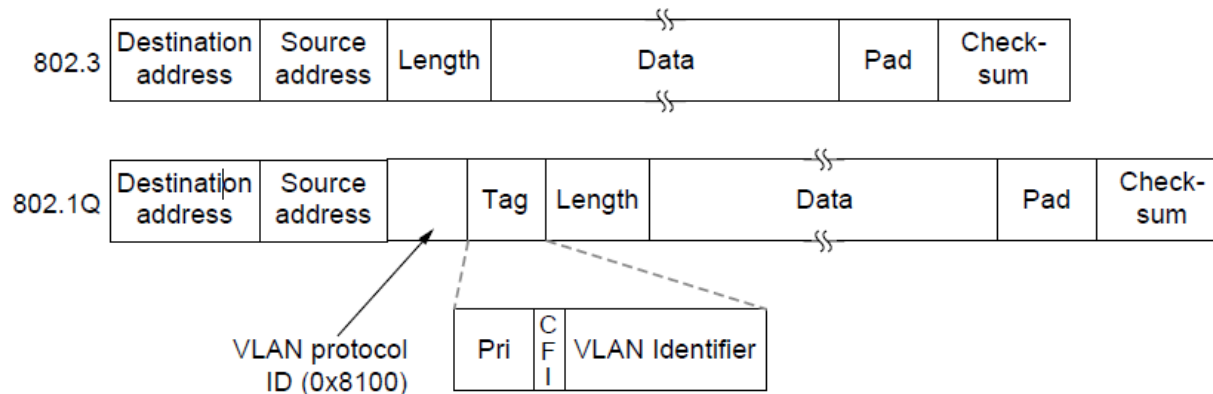 802.3
Destination
address
Source
address
Length
Data
Pad
Check-
sum
802.1Q
Destination
address
Source
address
Tag
Length
Data
Pad
Check-
sum
VLAN protocol
ID (0x8100)
Pri
C
F
I
VLAN Identifier